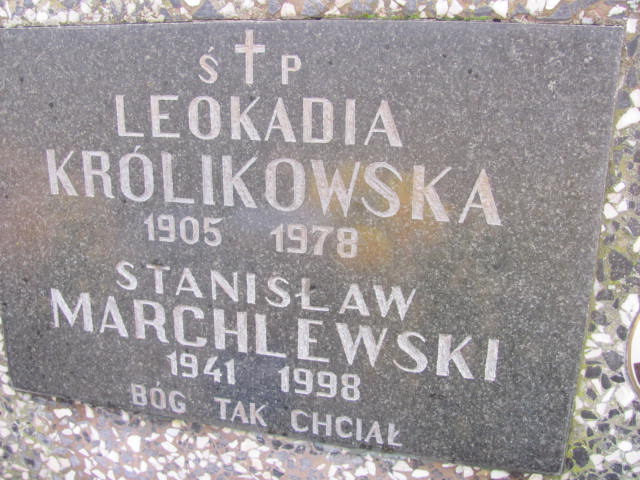 Ś P
LEOKADIA
KRÓLIKOWSKA
1905 1978
STANISŁAW
MARCHLEWSKI
1941 1998
BÓG TAK CHCIAŁ